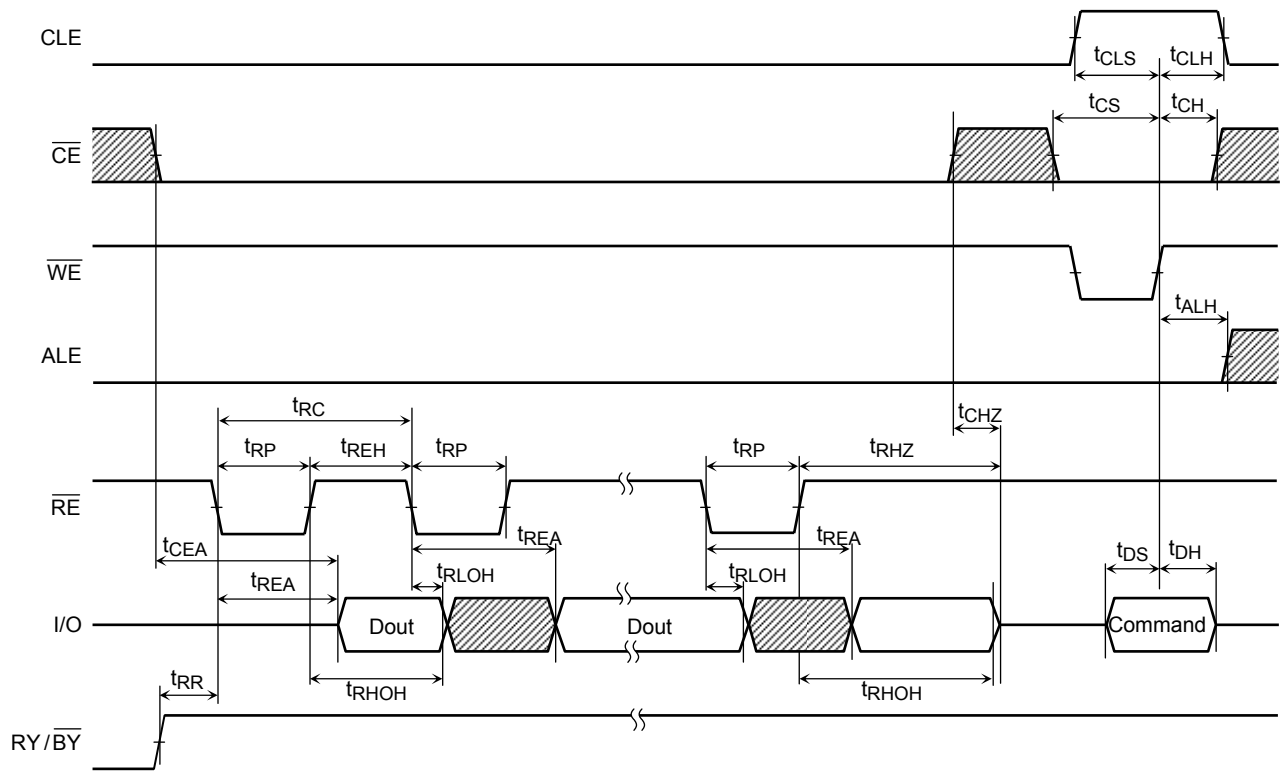 CLE
tCLS tCLH
tCS tCH
CE
WE
tALH
ALE
tRC
tCHZ
tRP tREH tRP tRP tRHZ
RE
tCEA tREA tREA
tREA tRLOH tRLOH tDS tDH
I/O Dout Dout Command
tRR tRHOH tRHOH
RY/BY